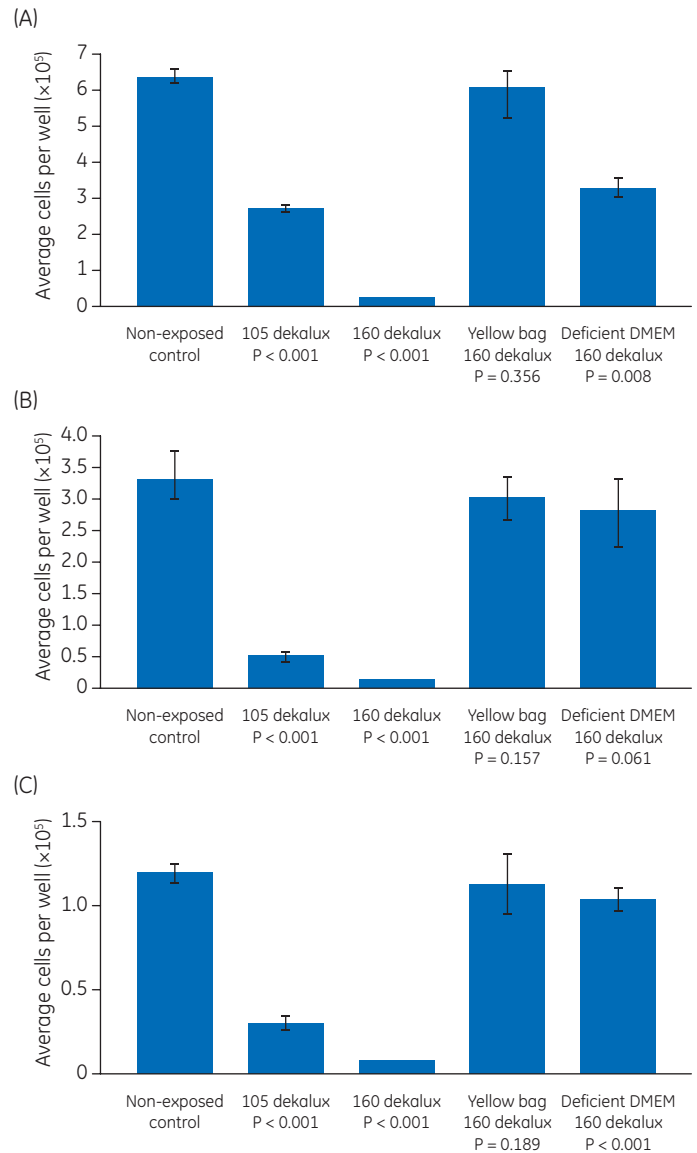 (A)
Average cells per well (×10⁵)
7
6
5
4
3
2
1
0
Non-exposed control
105 dekalux P < 0.001
160 dekalux P < 0.001
Yellow bag 160 dekalux P = 0.356
Deficient DMEM 160 dekalux P = 0.008
(B)
Average cells per well (×10⁵)
4.0
3.5
3.0
2.5
2.0
1.5
1.0
0.5
0
Non-exposed control
105 dekalux P < 0.001
160 dekalux P < 0.001
Yellow bag 160 dekalux P = 0.157
Deficient DMEM 160 dekalux P = 0.061
(C)
Average cells per well (×10⁵)
1.5
1.0
0.5
0
Non-exposed control
105 dekalux P < 0.001
160 dekalux P < 0.001
Yellow bag 160 dekalux P = 0.189
Deficient DMEM 160 dekalux P < 0.001